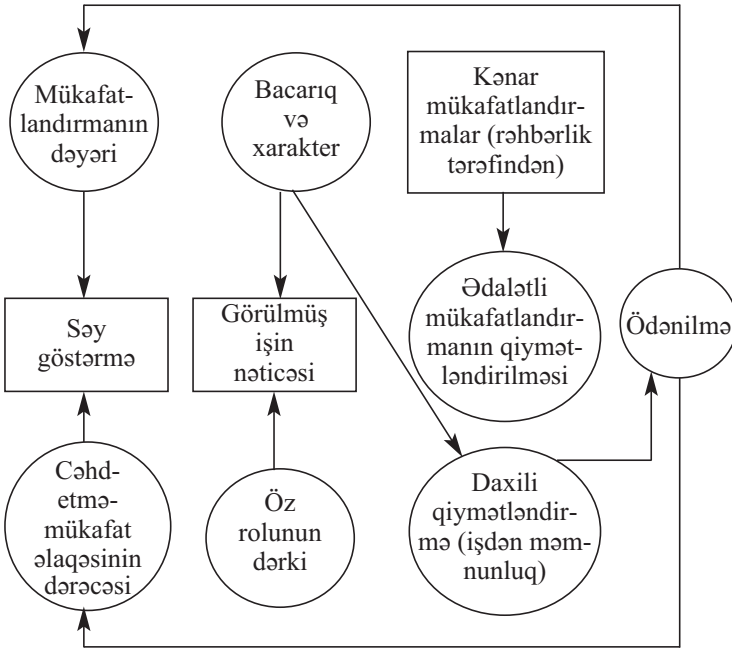 Mükafat-
landırmanın
dəyəri
Bacarıq
və
xarakter
Kənar
mükafatlandır-
malar (rəhbərlik
tərəfindən)
Səy
göstərmə
Görülmüş
işin
nəticəsi
Ədalətli
mükafatlandır-
manın qiymət-
ləndirilməsi
Ödənilmə
Cəhd-
etmə-
mükafat
əlaqəsinin
dərəcəsi
Öz
rolunun
dərki
Daxili
qiymətləndir-
mə (işdən məm-
nunluq)